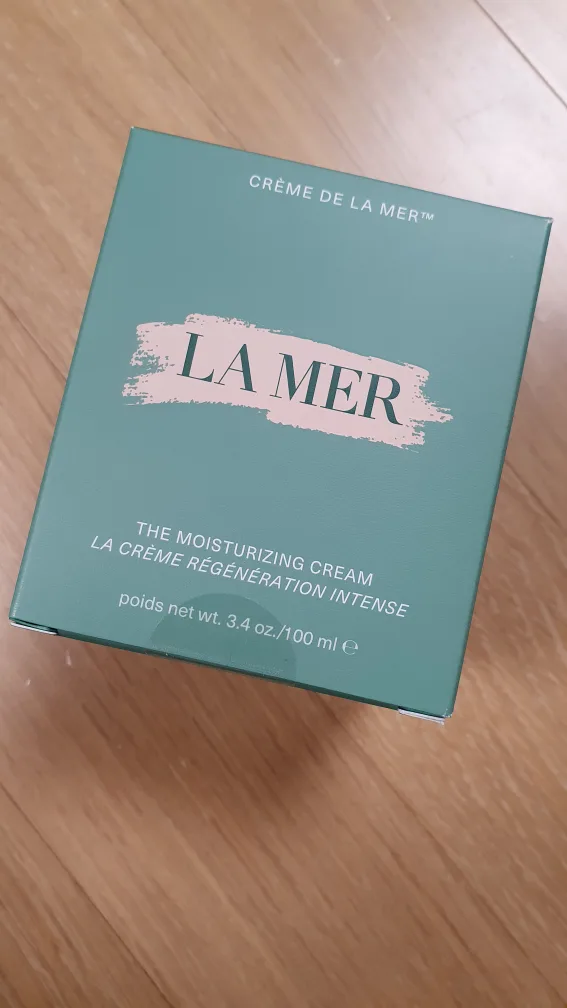 CRÈME DE LA MER™
LA MER
THE MOISTURIZING CREAM
LA CRÈME RÉGÉNÉRATION INTENSE
poids net wt. 3.4 oz./100 ml ℮